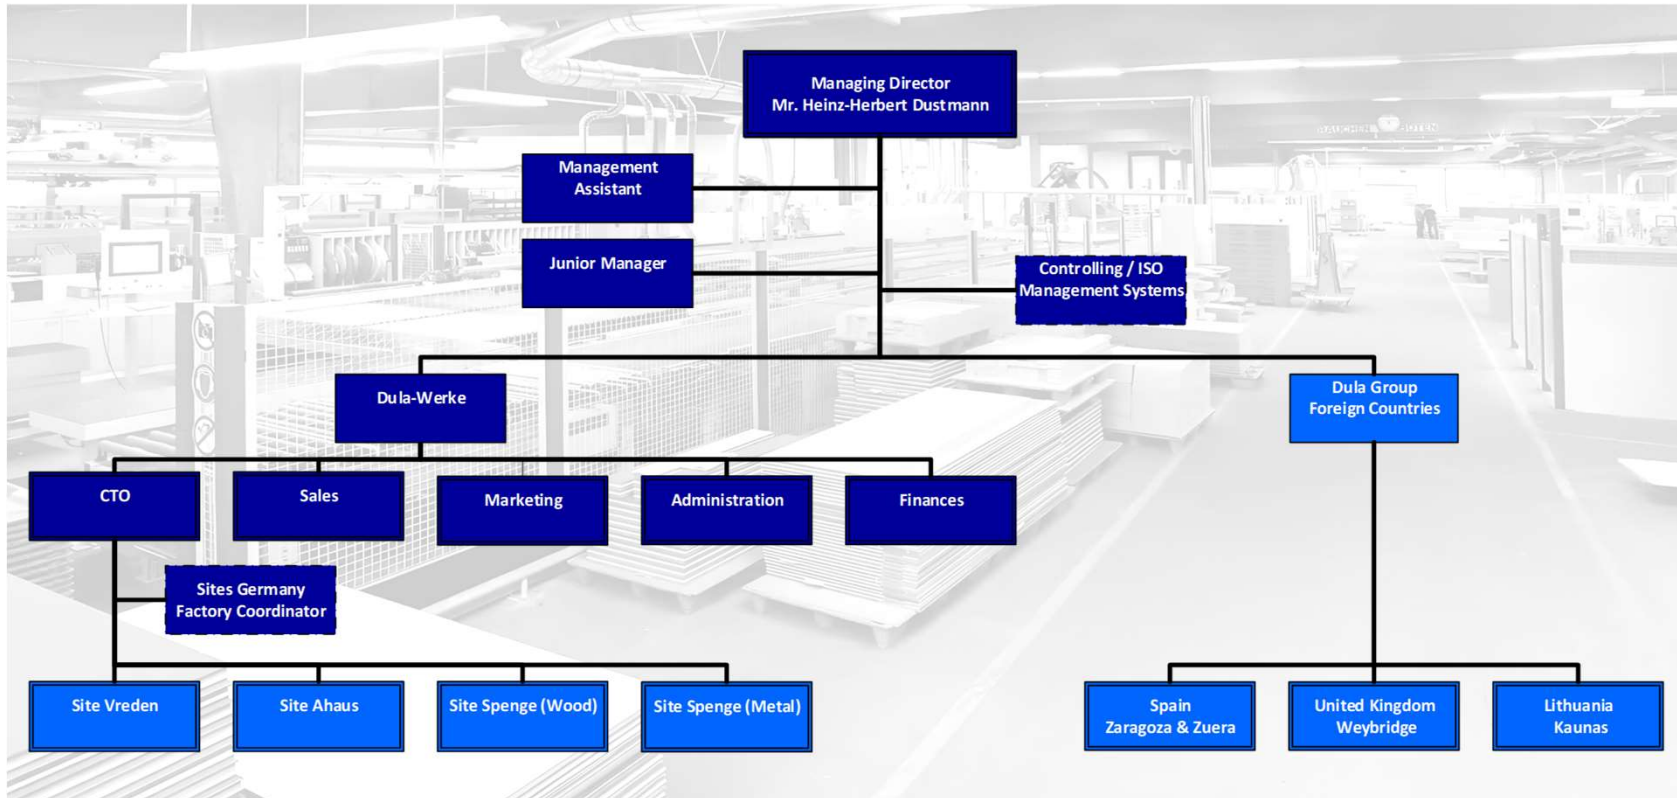 Managing Director
Mr. Heinz-Herbert Dustmann
RAUCHEN
BOTEN
Management
Assistant
Junior Manager
Controlling / ISO
Management Systems
Dula-Werke
Dula Group
Foreign Countries
CTO
Sales
Marketing
Administration
Finances
Sites Germany
Factory Coordinator
Site Vreden
Site Ahaus
Site Spenge (Wood)
Site Spenge (Metal)
Spain
Zaragoza & Zuera
United Kingdom
Weybridge
Lithuania
Kaunas